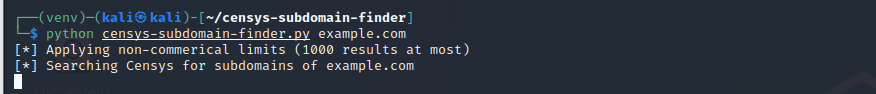 ┌──(venv)─(kali㉿kali)-[~/censys-subdomain-finder]
└─$ python censys-subdomain-finder.py example.com
[*] Applying non-commerical limits (1000 results at most)
[*] Searching Censys for subdomains of example.com